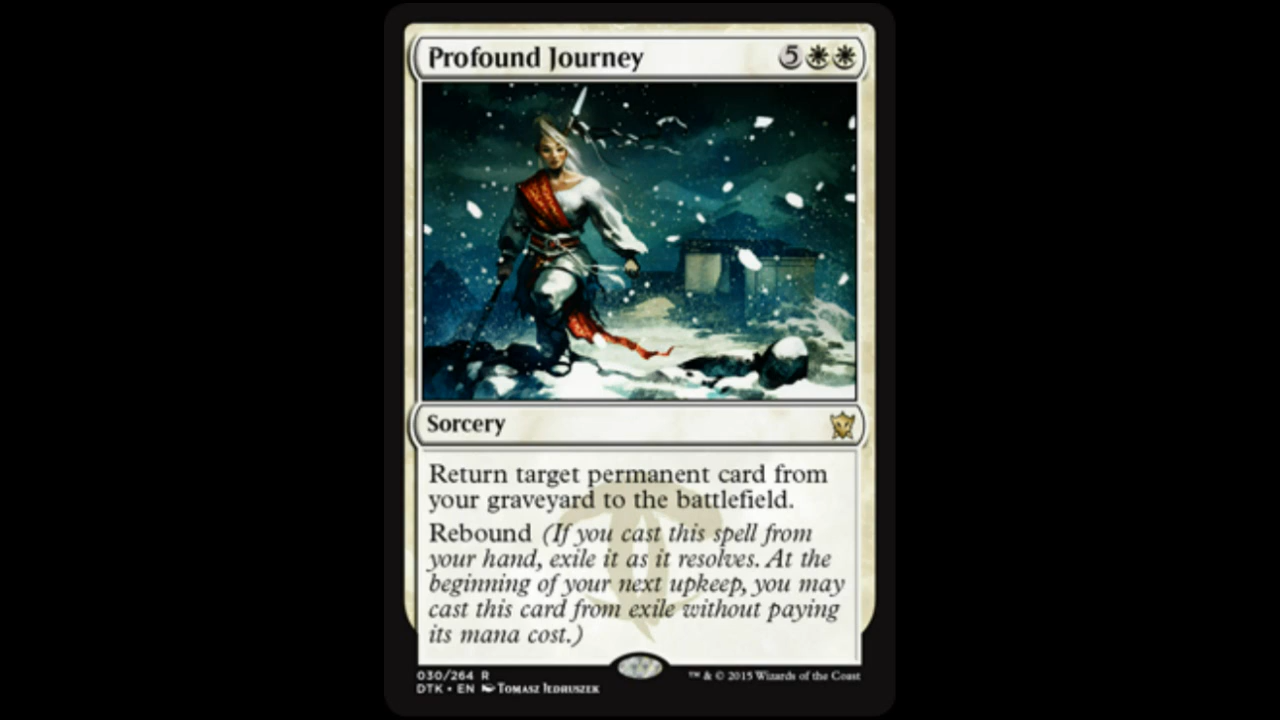 Profound Journey 5
Sorcery
Return target permanent card from
your graveyard to the battlefield.
Rebound (If you cast this spell from
your hand, exile it as it resolves. At the
beginning of your next upkeep, you may
cast this card from exile without paying
its mana cost.)
030/264 R
DTK • EN Tomasz Jedruszek
™ & © 2015 Wizards of the Coast